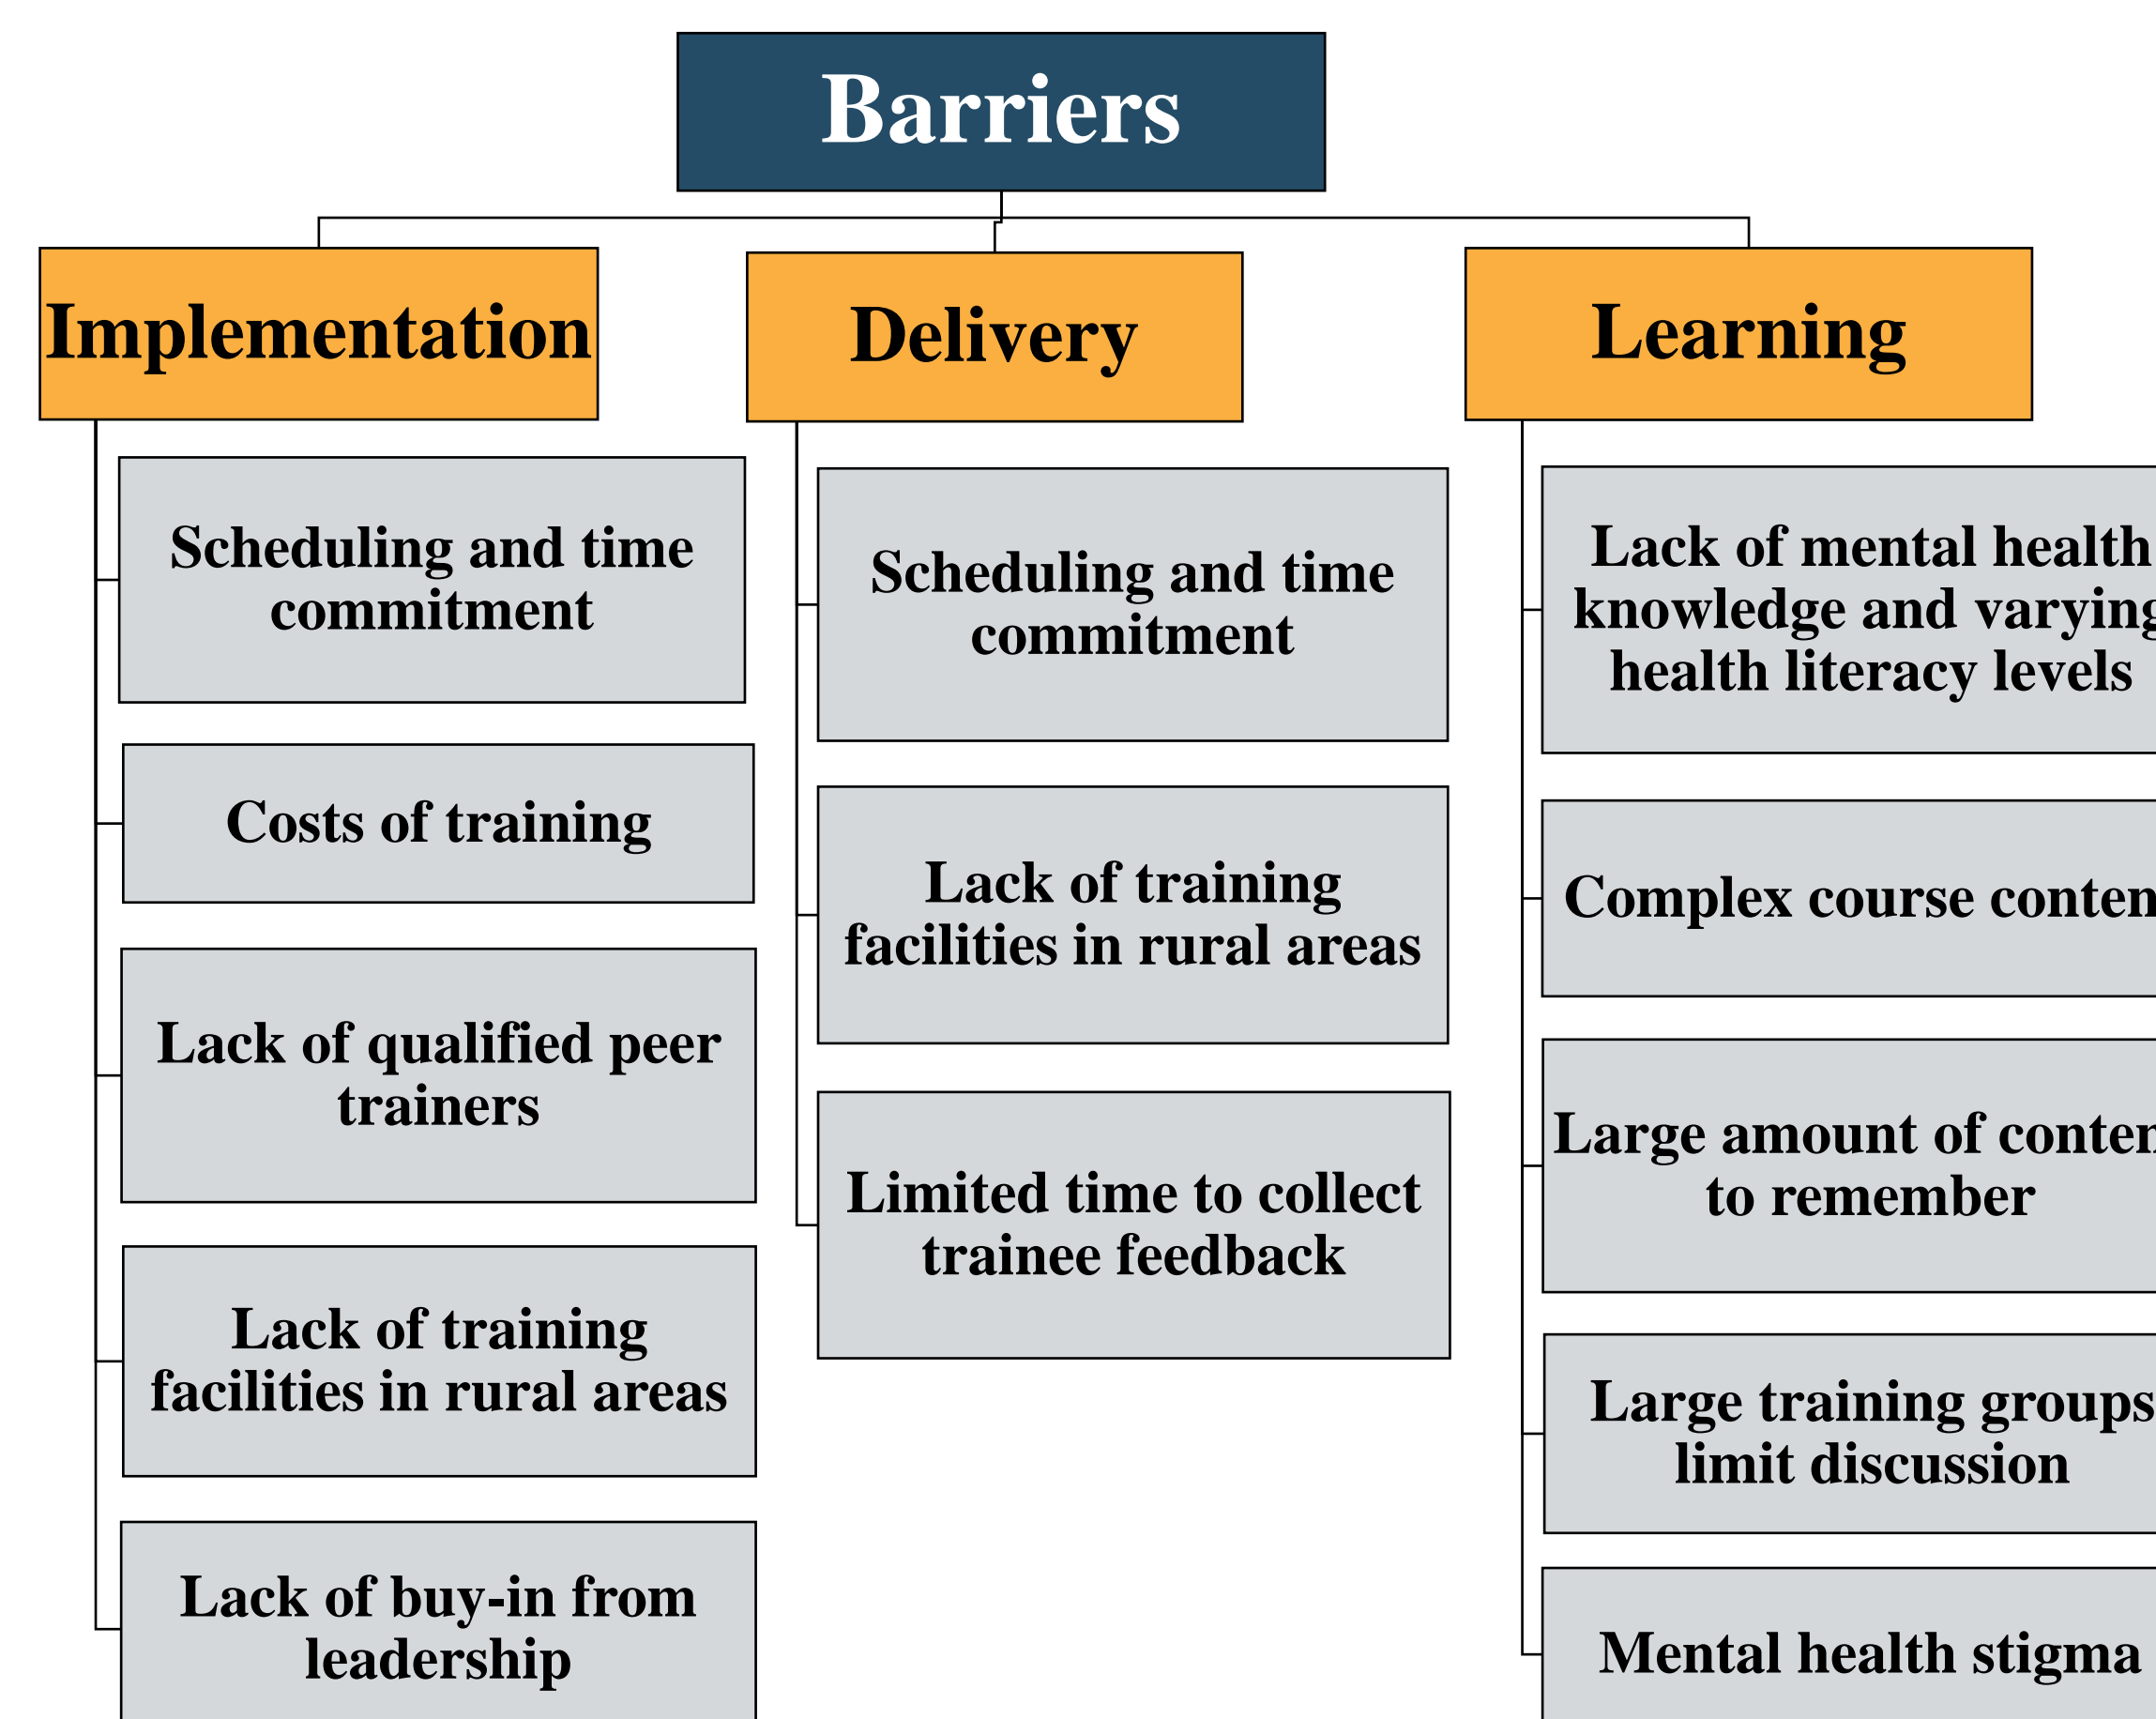 Barriers
Implementation
Scheduling and time
commitment
Costs of training
Lack of qualified peer
trainers
Lack of training
facilities in rural areas
Lack of buy-in from
leadership
Delivery
Scheduling and time
commitment
Lack of training
facilities in rural areas
Limited time to collect
trainee feedback
Learning
Lack of mental health
knowledge and varying
health literacy levels
Complex course conten
Large amount of conten
to remember
Large training groups
limit discussion
Mental health stigma